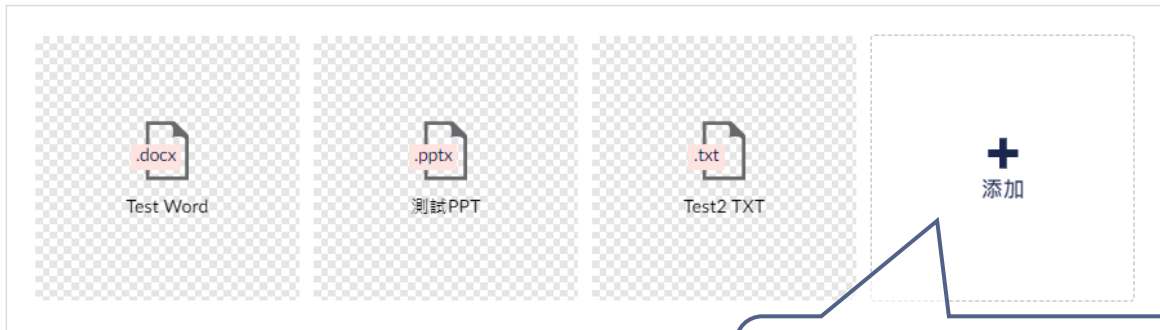 .docx
Test Word
.pptx
測試PPT
.txt
Test2 TXT
添加